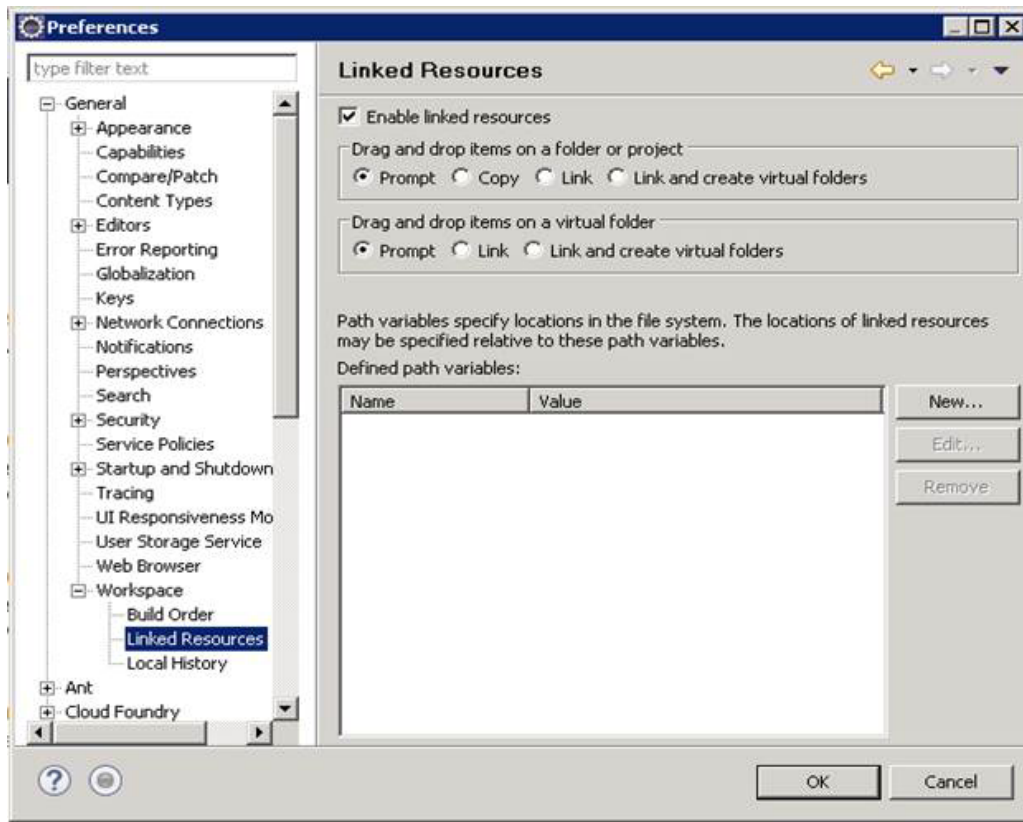 Preferences
type filter text
General
Appearance
Capabilities
Compare/Patch
Content Types
Editors
Error Reporting
Globalization
Keys
Network Connections
Notifications
Perspectives
Search
Security
Service Policies
Startup and Shutdown
Tracing
UI Responsiveness Mo
User Storage Service
Web Browser
Workspace
Build Order
Linked Resources
Local History
Ant
Cloud Foundry
Linked Resources
Enable linked resources
Drag and drop items on a folder or project
Prompt Copy Link Link and create virtual folders
Drag and drop items on a virtual folder
Prompt Link Link and create virtual folders
Path variables specify locations in the file system. The locations of linked resources
may be specified relative to these path variables.
Defined path variables:
Name Value
New...
Edit...
Remove
OK Cancel